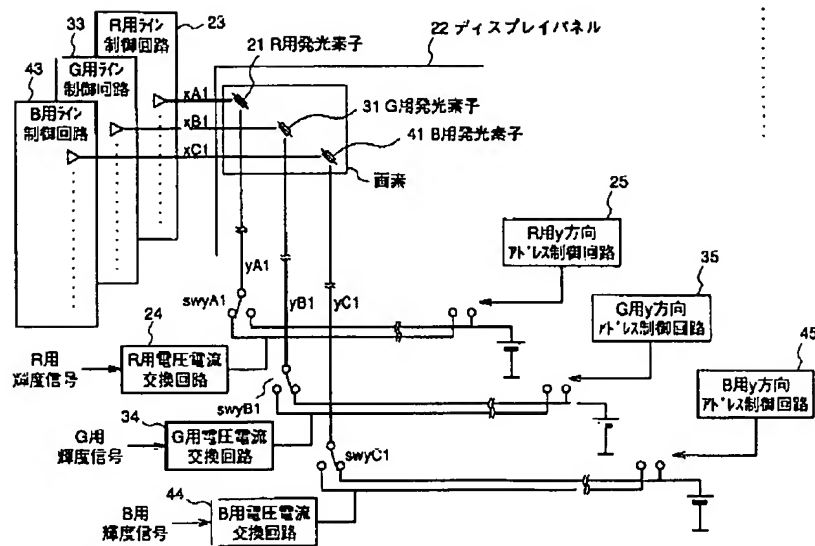 R用ライン
制御回路
23
33
G用ライン
制御回路
43
B用ライン
制御回路
22 ディスプレイパネル
21 R用発光素子
31 G用発光素子
41 B用発光素子
画素
xA1
xB1
xC1
yA1
yB1
yC1
swyA1
swyB1
swyC1
25
R用y方向
アドレス制御回路
35
G用y方向
アドレス制御回路
45
B用y方向
アドレス制御回路
24
R用
輝度信号
R用電圧電流
交換回路
34
G用
輝度信号
G用電圧電流
交換回路
44
B用
輝度信号
B用電圧電流
交換回路